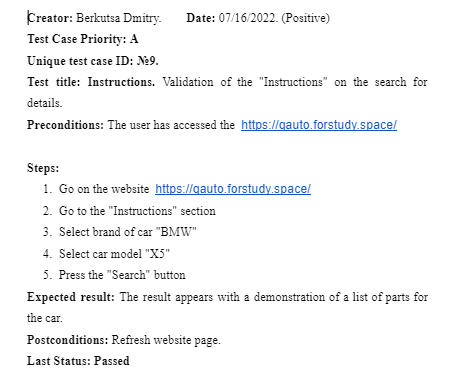 Creator: Berkutsa Dmitry. Date: 07/16/2022. (Positive)
Test Case Priority: A
Unique test case ID: №9.
Test title: Instructions. Validation of the "Instructions" on the search for
details.
Preconditions: The user has accessed the https://qauto.forstudy.space/
Steps:
1. Go on the website https://qauto.forstudy.space/
2. Go to the "Instructions" section
3. Select brand of car "BMW"
4. Select car model "X5"
5. Press the "Search" button
Expected result: The result appears with a demonstration of a list of parts for
the car.
Postconditions: Refresh website page.
Last Status: Passed